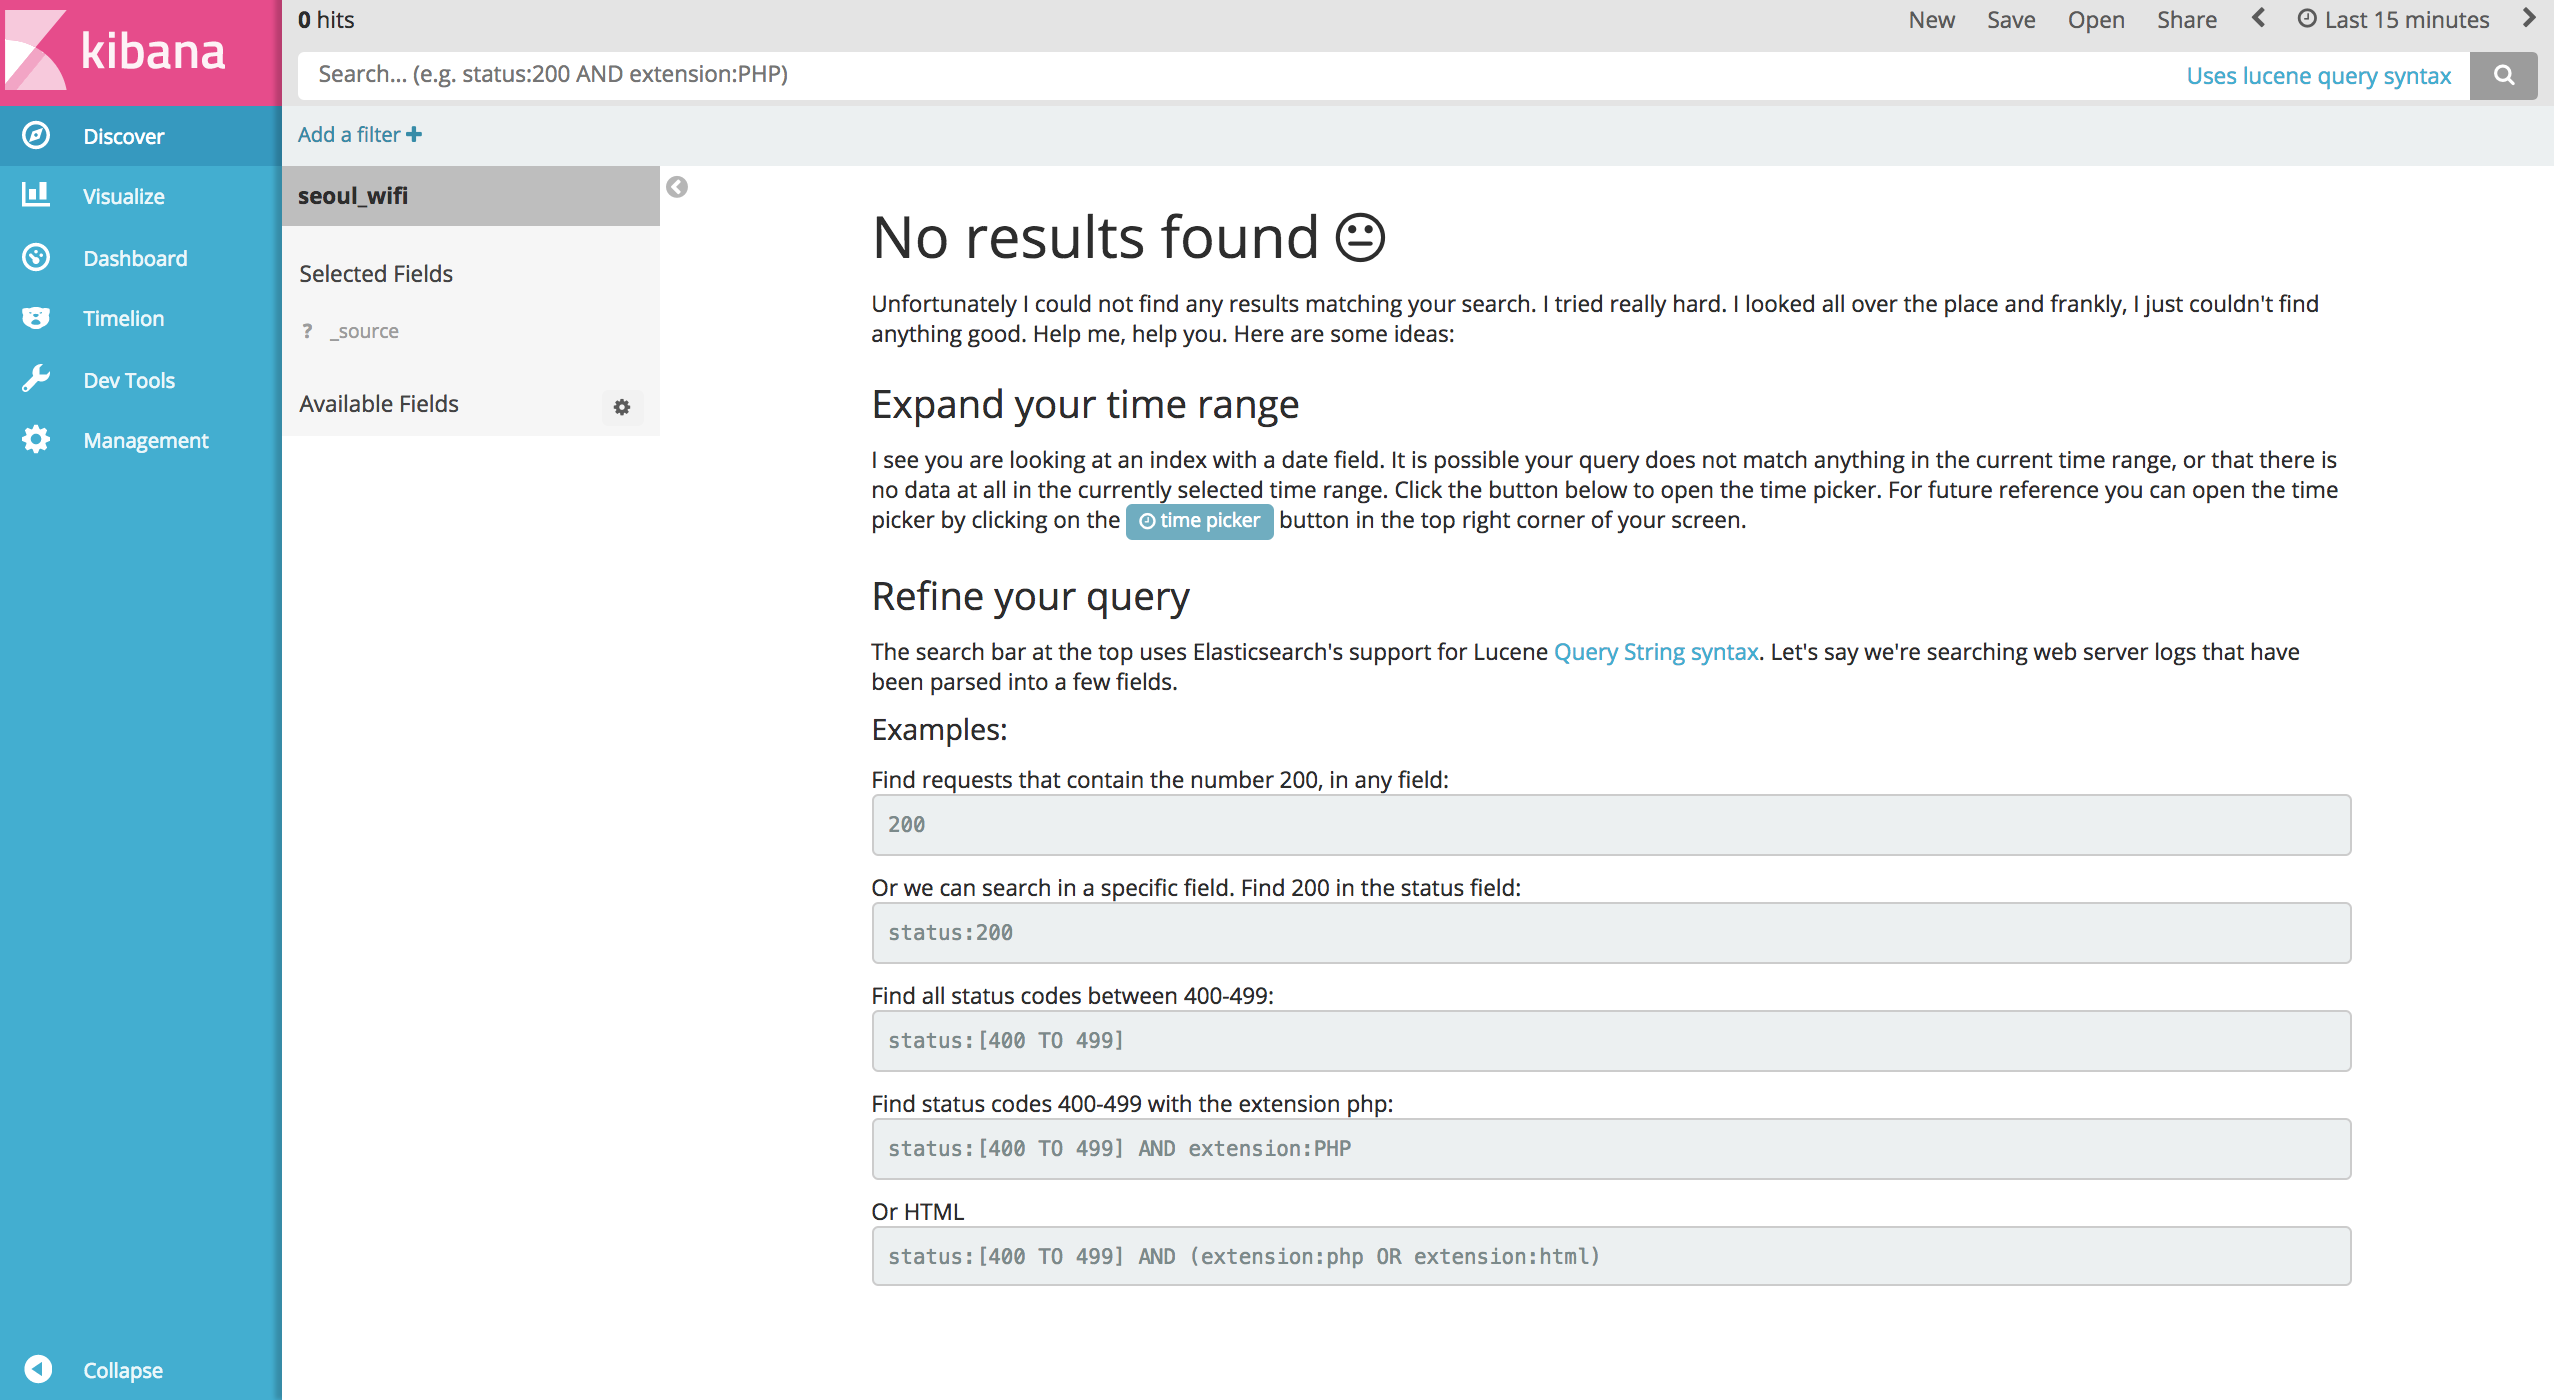 kibana
0 hits
New Save Open Share Last 15 minutes
Search... (e.g. status:200 AND extension:PHP)
Uses lucene query syntax
Discover
Visualize
Dashboard
Timelion
Dev Tools
Management
Collapse
Add a filter
seoul_wifi
Selected Fields
? _source
Available Fields
No results found
Unfortunately I could not find any results matching your search. I tried really hard. I looked all over the place and frankly, I just couldn't find
anything good. Help me, help you. Here are some ideas:
Expand your time range
I see you are looking at an index with a date field. It is possible your query does not match anything in the current time range, or that there is
no data at all in the currently selected time range. Click the button below to open the time picker. For future reference you can open the time
picker by clicking on the time picker button in the top right corner of your screen.
Refine your query
The search bar at the top uses Elasticsearch's support for Lucene Query String syntax. Let's say we're searching web server logs that have
been parsed into a few fields.
Examples:
Find requests that contain the number 200, in any field:
200
Or we can search in a specific field. Find 200 in the status field:
status:200
Find all status codes between 400-499:
status:[400 TO 499]
Find status codes 400-499 with the extension php:
status:[400 TO 499] AND extension:PHP
Or HTML
status:[400 TO 499] AND (extension:php OR extension:html)